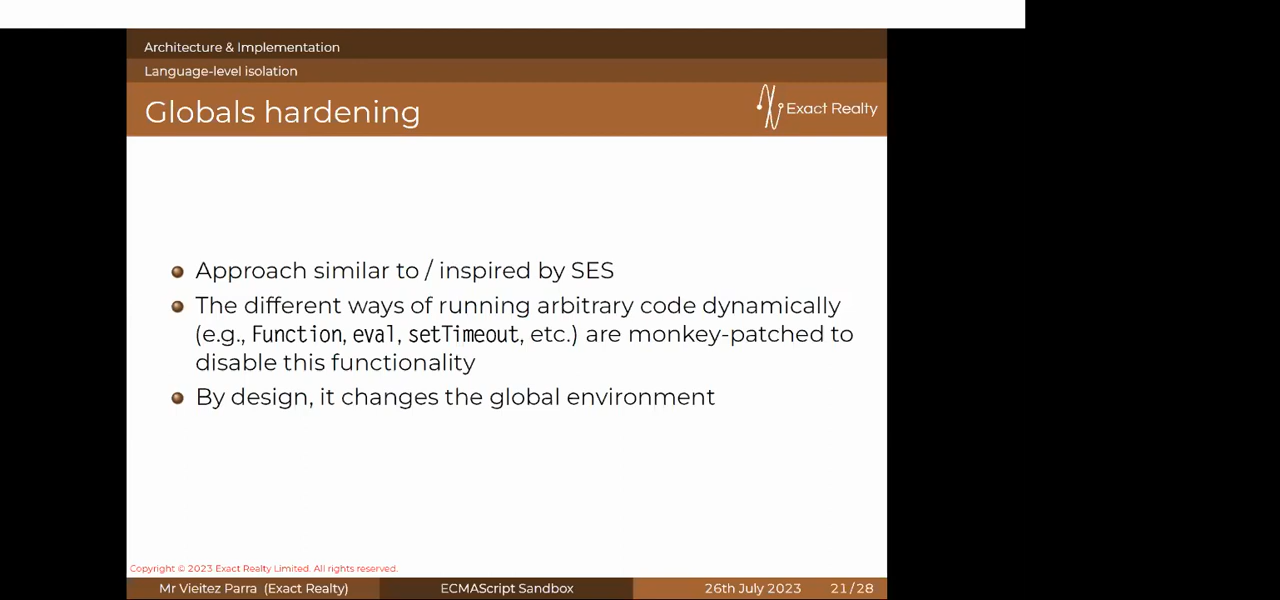 Architecture & Implementation
Language-level isolation
Globals hardening
Exact Realty
Approach similar to / inspired by SES
The different ways of running arbitrary code dynamically
(e.g., Function, eval, setTimeout, etc.) are monkey-patched to
disable this functionality
By design, it changes the global environment
Copyright © 2023 Exact Realty Limited. All rights reserved.
Mr Vieitez Parra (Exact Realty) ECMAScript Sandbox 26th July 2023 21/28